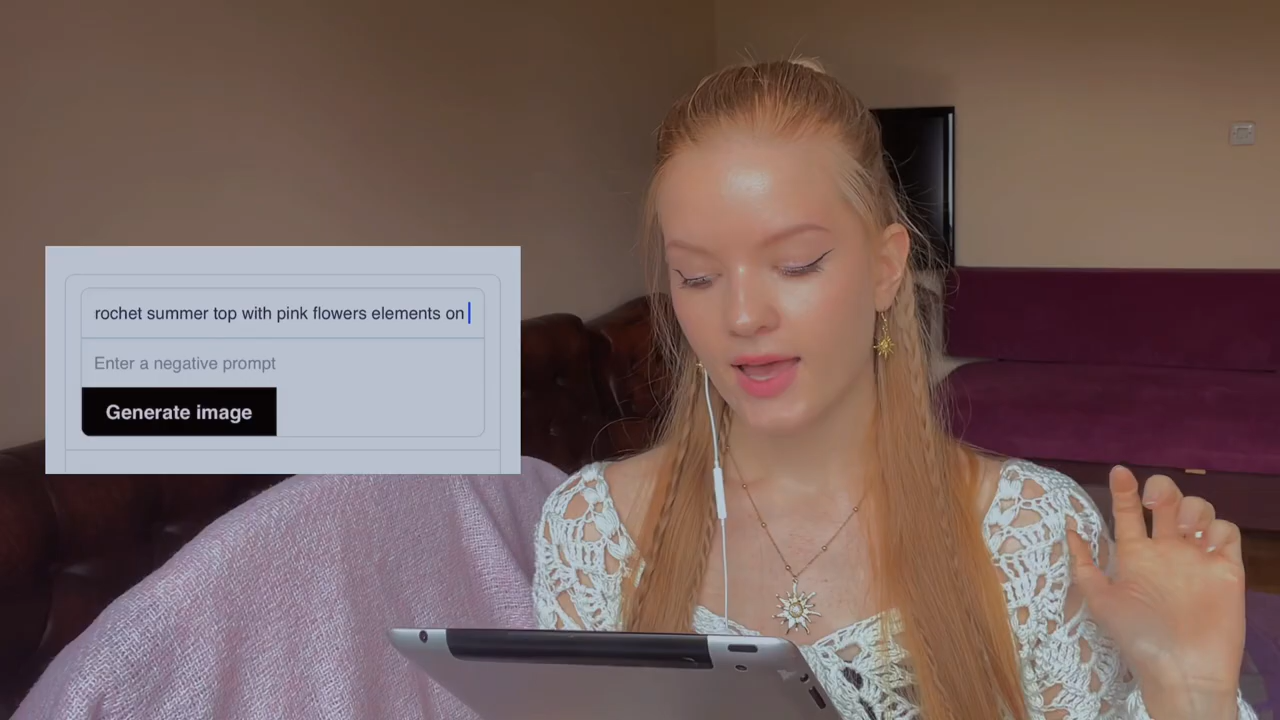 rochet summer top with pink flowers elements on
Enter a negative prompt
Generate image